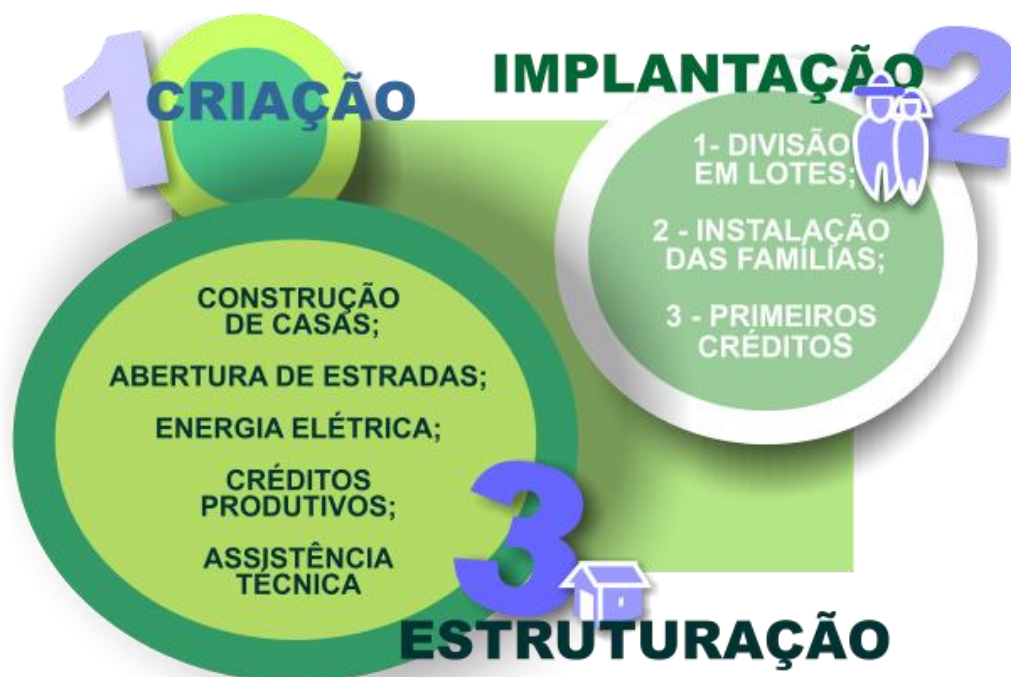 1
CRIAÇÃO
IMPLANTAÇÃO
2
1- DIVISÃO
EM LOTES;
2 - INSTALAÇÃO
DAS FAMÍLIAS;
3 - PRIMEIROS
CRÉDITOS
CONSTRUÇÃO
DE CASAS;
ABERTURA DE ESTRADAS;
ENERGIA ELÉTRICA;
CRÉDITOS
PRODUTIVOS;
ASSISTÊNCIA
TÉCNICA
3
ESTRUTURAÇÃO